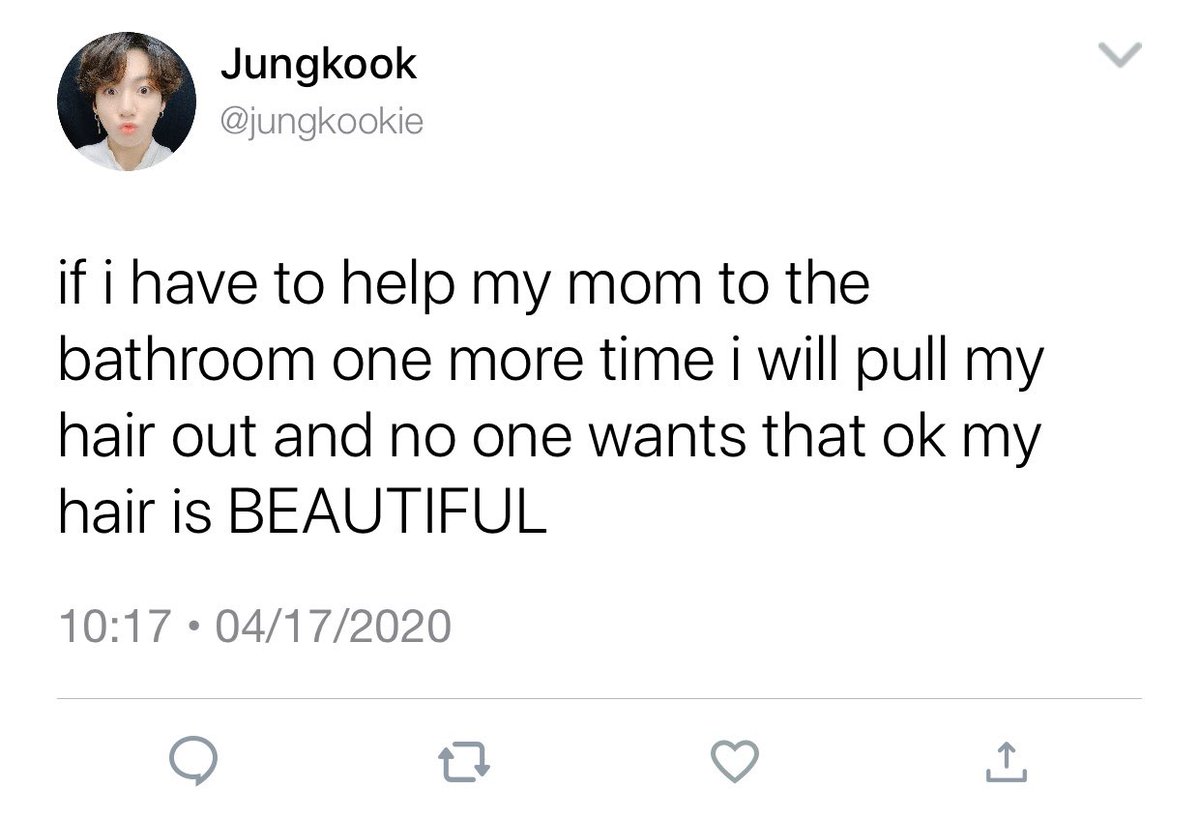 Jungkook
@jungkookie
if i have to help my mom to the
bathroom one more time i will pull my
hair out and no one wants that ok my
hair is BEAUTIFUL
10:17 • 04/17/2020